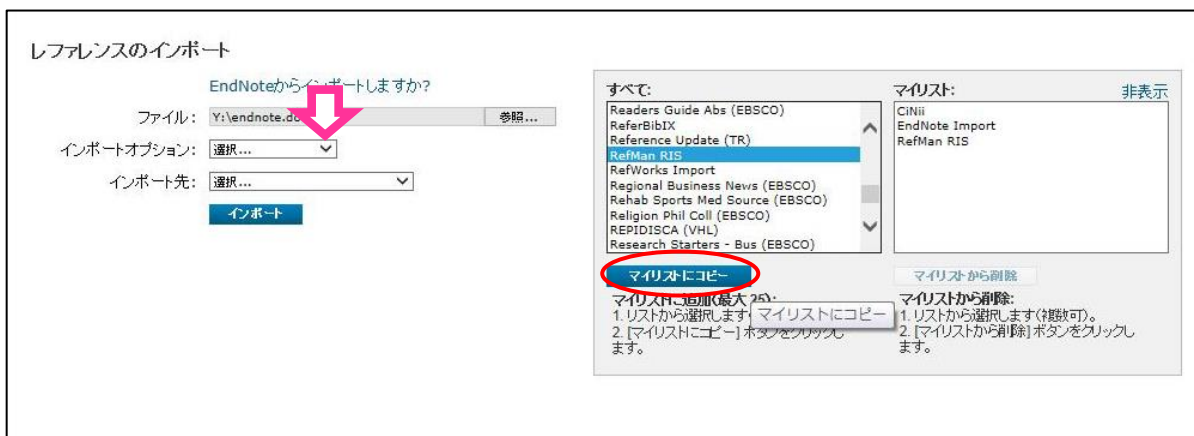 レファレンスのインポート
EndNoteからインポートしますか?
ファイル: Y:\endnote.do 参照...
インポートオプション: 選択...
インポート先: 選択...
インポート
すべて:
Readers Guide Abs (EBSCO)
ReferBibIX
Reference Update (TR)
RefMan RIS
RefWorks Import
Regional Business News (EBSCO)
Rehab Sports Med Source (EBSCO)
Religion Phil Coll (EBSCO)
REPIDISCA (VHL)
Research Starters - Bus (EBSCO)
マイリストにコピー
マイリストに追加(最大 25):
1. リストから選択します
マイリストにコピー
2. [マイリストにコピー] ボタンをクリックし
ます。
マイリスト: 非表示
CiNii
EndNote Import
RefMan RIS
マイリストから削除
マイリストから削除:
1. リストから選択します(複数可)。
2. [マイリストから削除] ボタンをクリックし
ます。